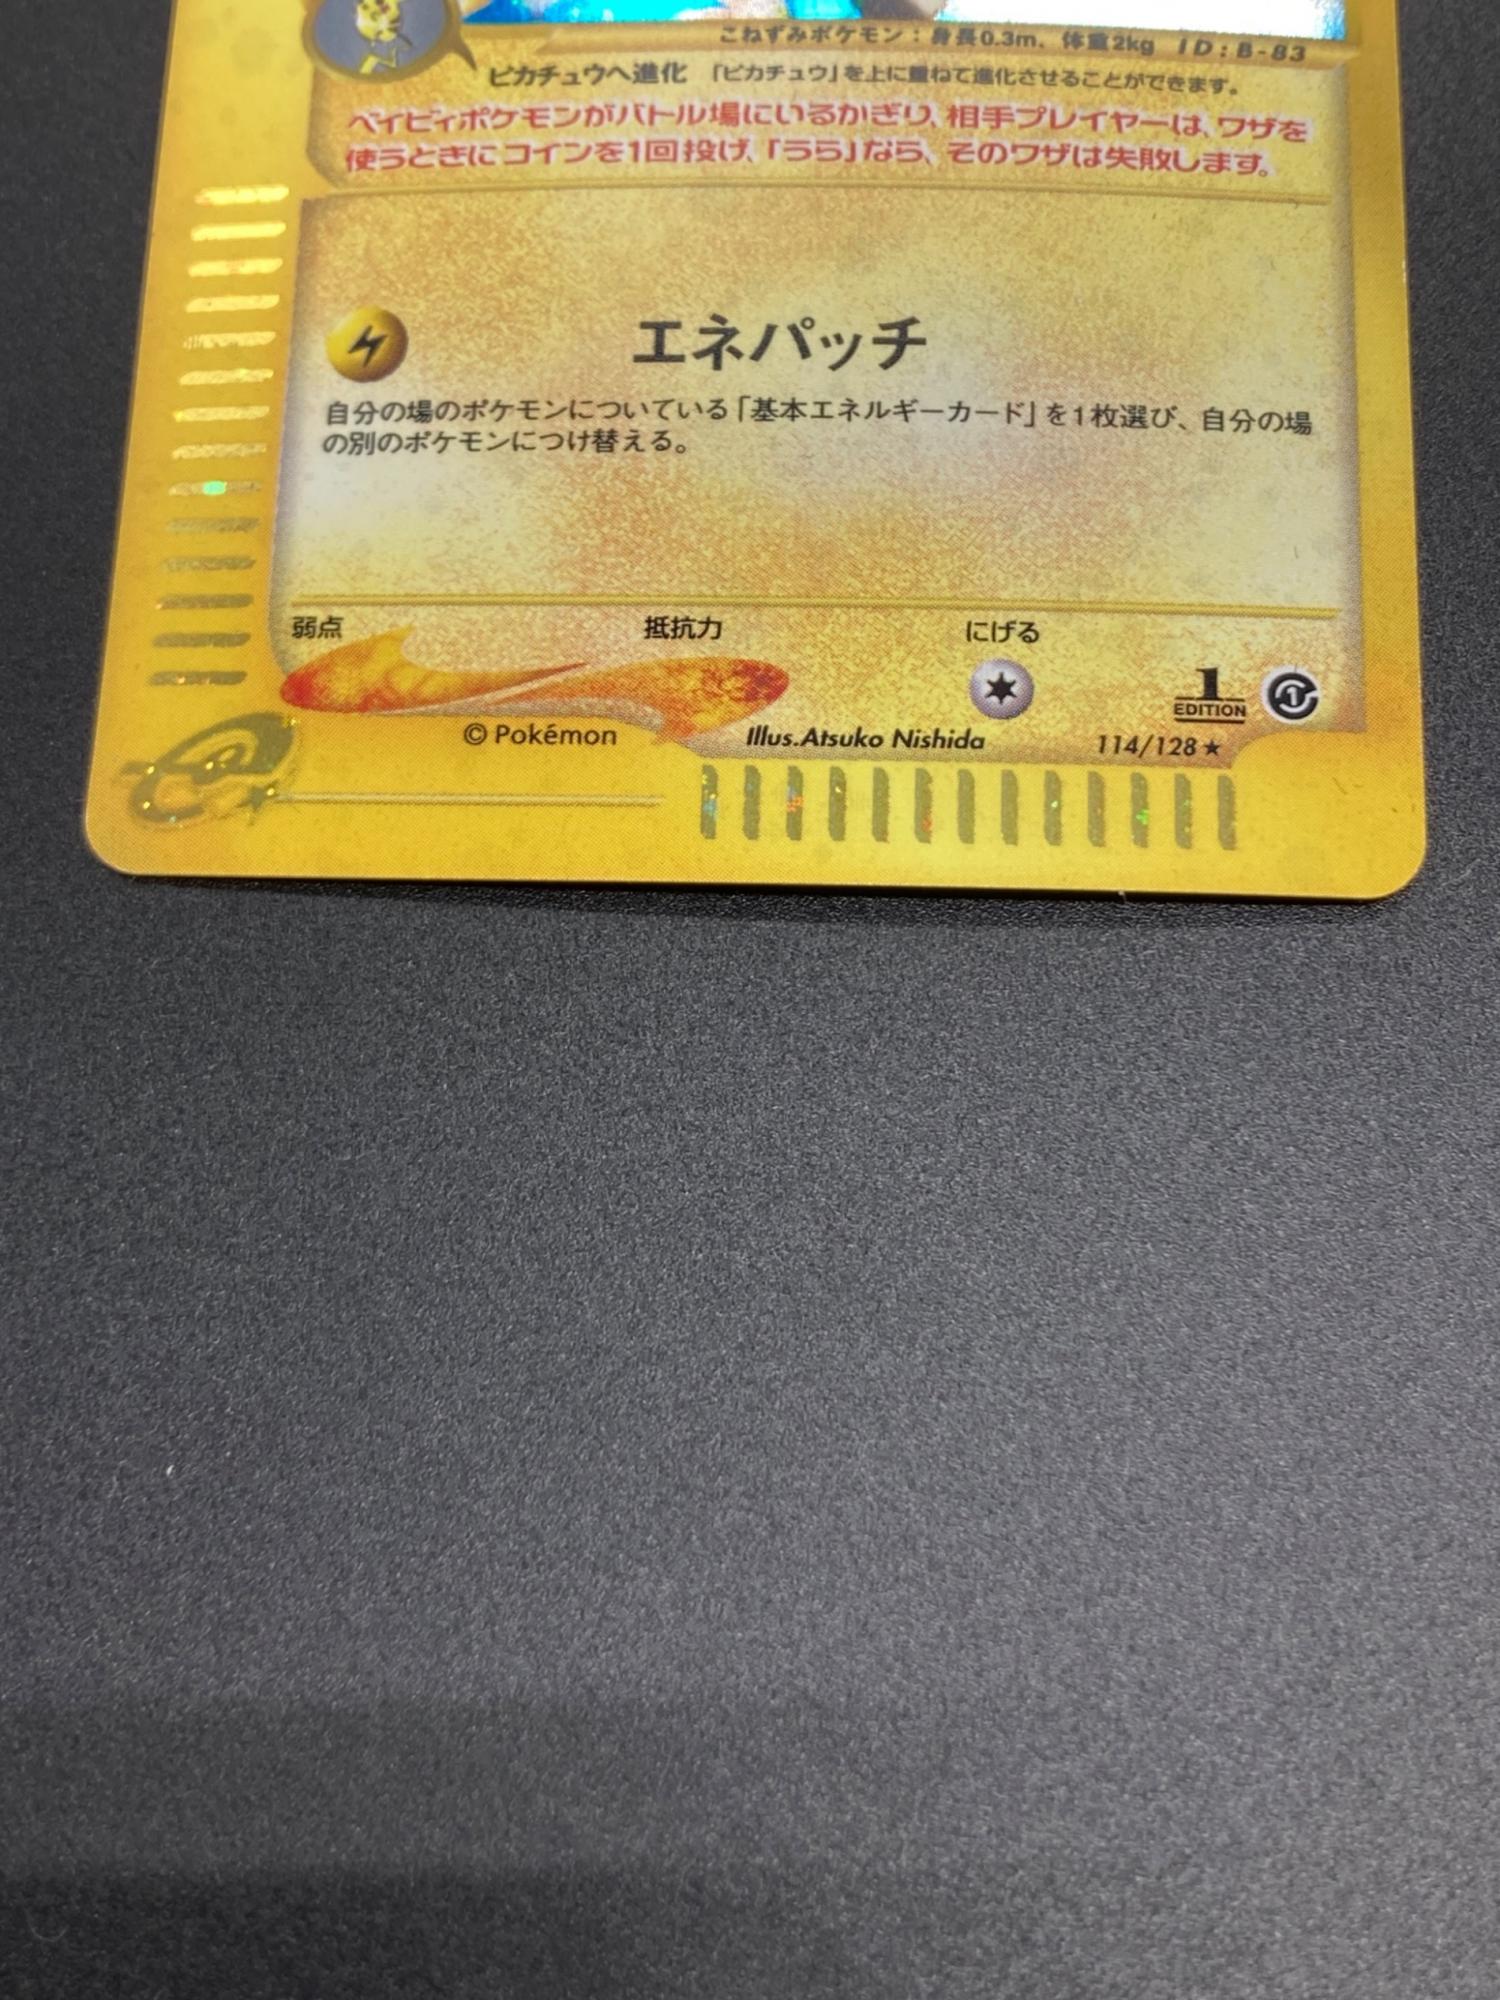 こねずみポケモン：身長0.3m、体重2kg ID:B-83
ピカチュウへ進化 「ピカチュウ」を上に重ねて進化させることができます。
ベイビィポケモンがバトル場にいるかぎり、相手プレイヤーは、ワザを
使うときにコインを1回投げ、「うら」なら、そのワザは失敗します。
エネパッチ
自分の場のポケモンについている「基本エネルギーカード」を1枚選び、自分の場
の別のポケモンにつけ替える。
弱点 抵抗力 にげる
1
EDITION
© Pokémon Illus.Atsuko Nishida 114/128 ★